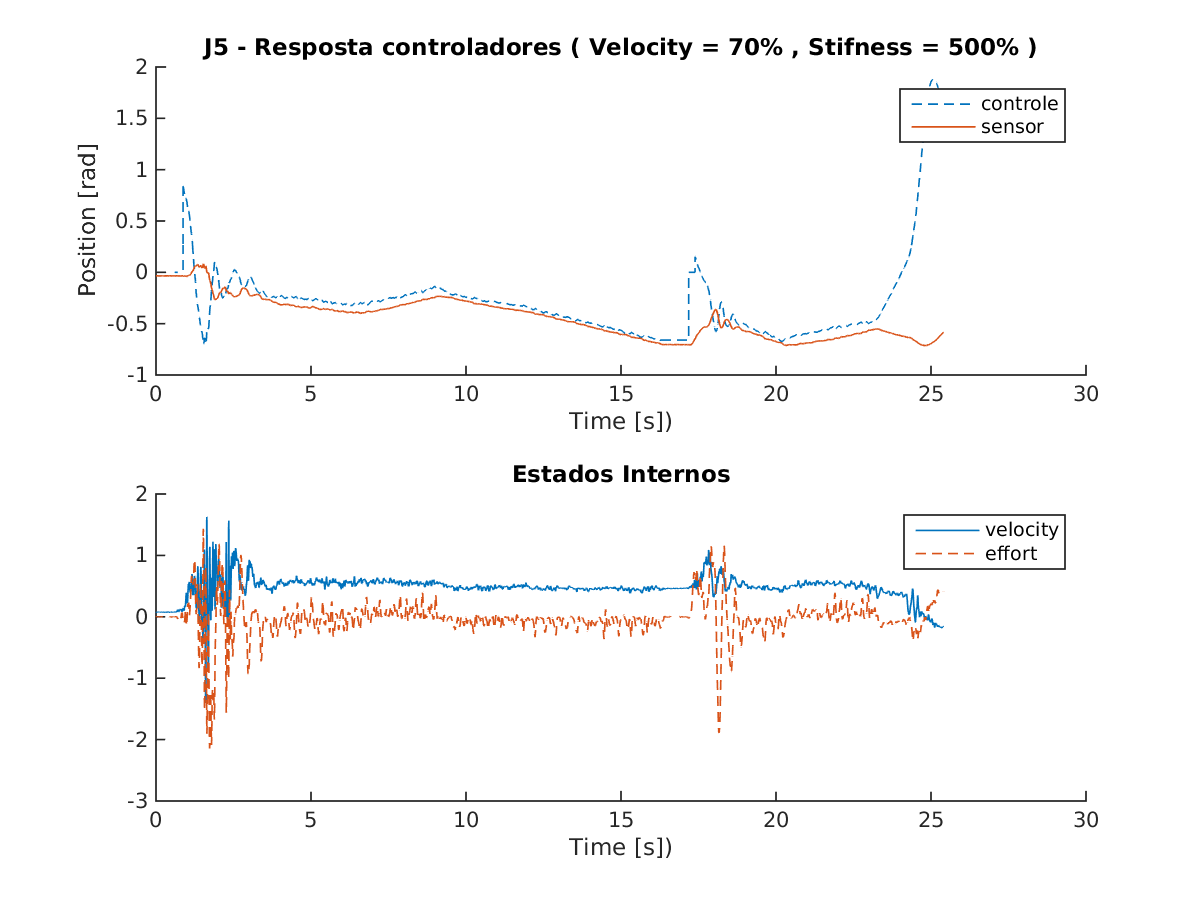 J5 - Resposta controladores ( Velocity = 70% , Stifness = 500% )
2
1.5
1
0.5
0
-0.5
-1
Position [rad]
controle
sensor
0 5 10 15 20 25 30
Time [s])
Estados Internos
2
1
0
-1
-2
-3
velocity
effort
0 5 10 15 20 25 30
Time [s])